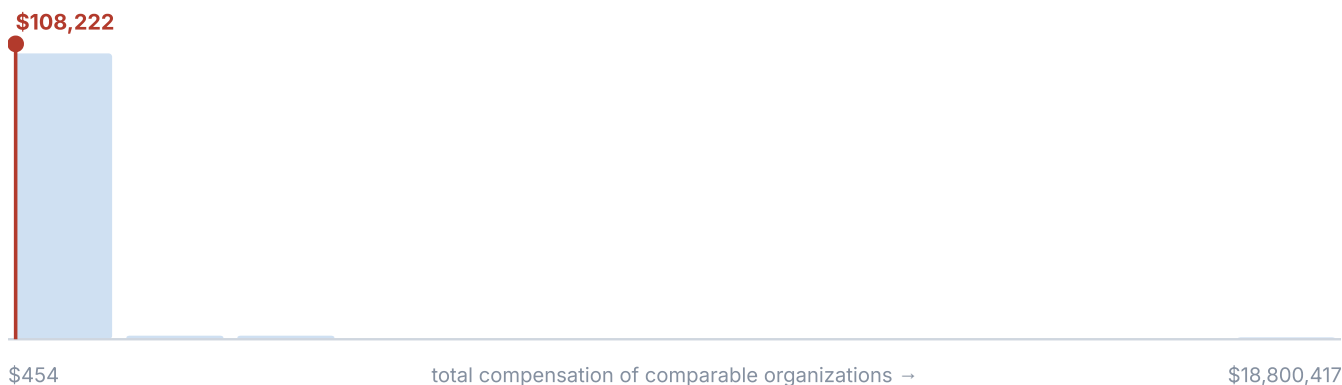 $108,222
$454 total compensation of comparable organizations → $18,800,417